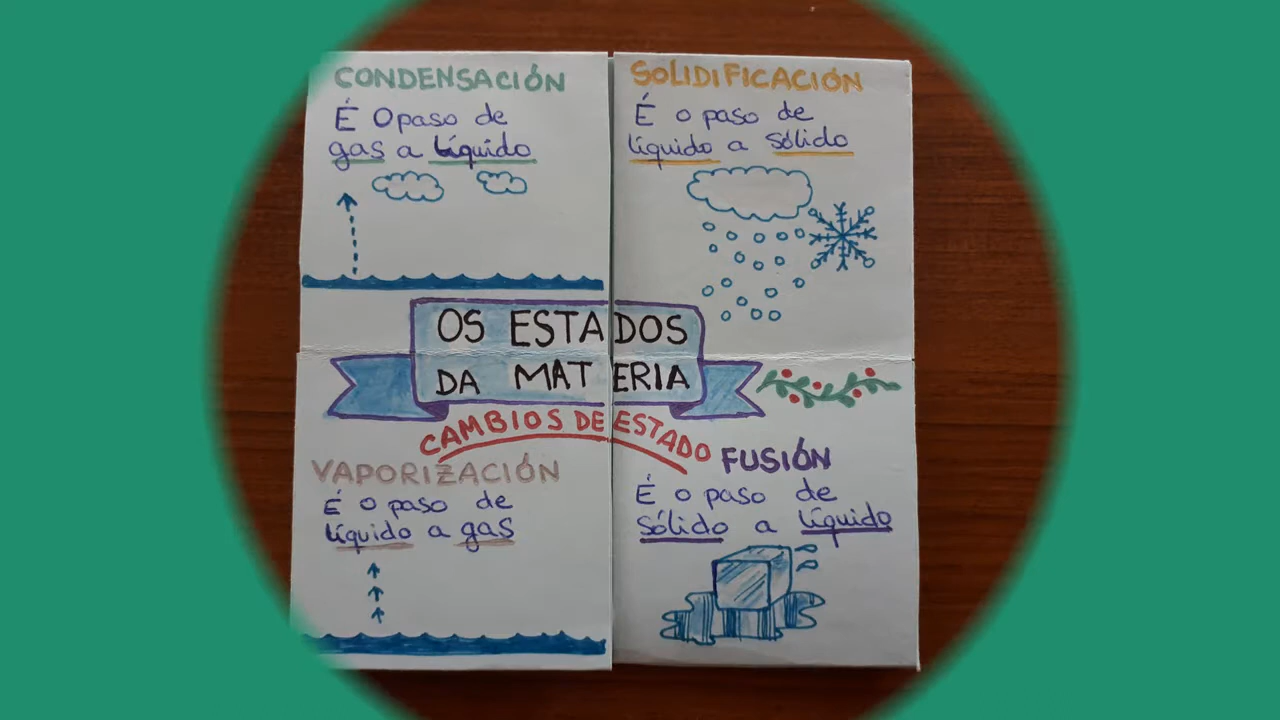 CONDENSACIÓN
É O paso de
gas a líquido
SOLIDIFICACIÓN
É o paso de
líquido a sólido
OS ESTADOS
DA MATERIA
CAMBIOS DE ESTADO
VAPORIZACIÓN
É o paso de
líquido a gas
FUSIÓN
É o paso de
sólido a líquido